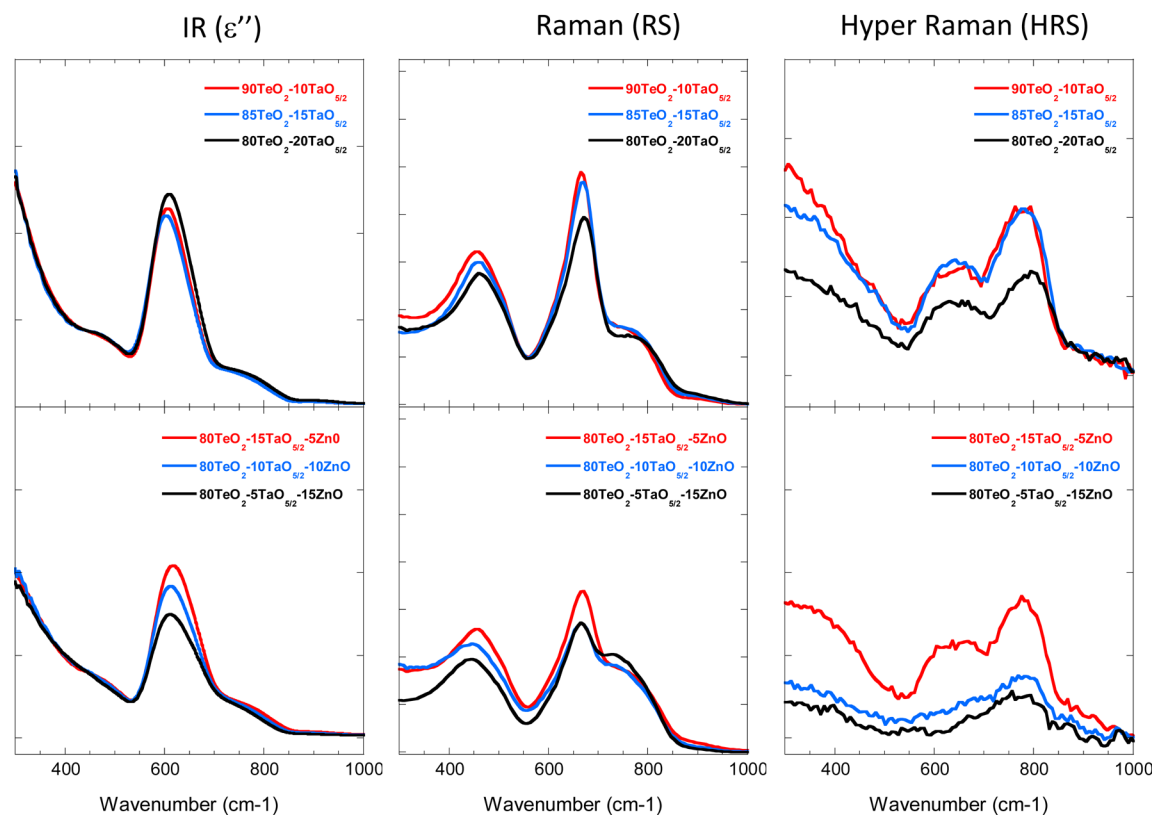 IR (ε’’) Raman (RS) Hyper Raman (HRS)
90TeO2-10TaO5/2 90TeO2-10TaO5/2 90TeO2-10TaO5/2
85TeO2-15TaO5/2 85TeO2-15TaO5/2 85TeO2-15TaO5/2
80TeO2-20TaO5/2 80TeO2-20TaO5/2 80TeO2-20TaO5/2
80TeO2-15TaO5/2-5Zn0 80TeO2-15TaO5/2-5ZnO 80TeO2-15TaO5/2-5ZnO
80TeO2-10TaO5/2-10ZnO 80TeO2-10TaO5/2-10ZnO 80TeO2-10TaO5/2-10ZnO
80TeO2-5TaO5/2-15ZnO 80TeO2-5TaO5/2-15ZnO 80TeO2-5TaO5/2-15ZnO
400 600 800 1000 400 600 800 1000 400 600 800 1000
Wavenumber (cm-1) Wavenumber (cm-1) Wavenumber (cm-1)